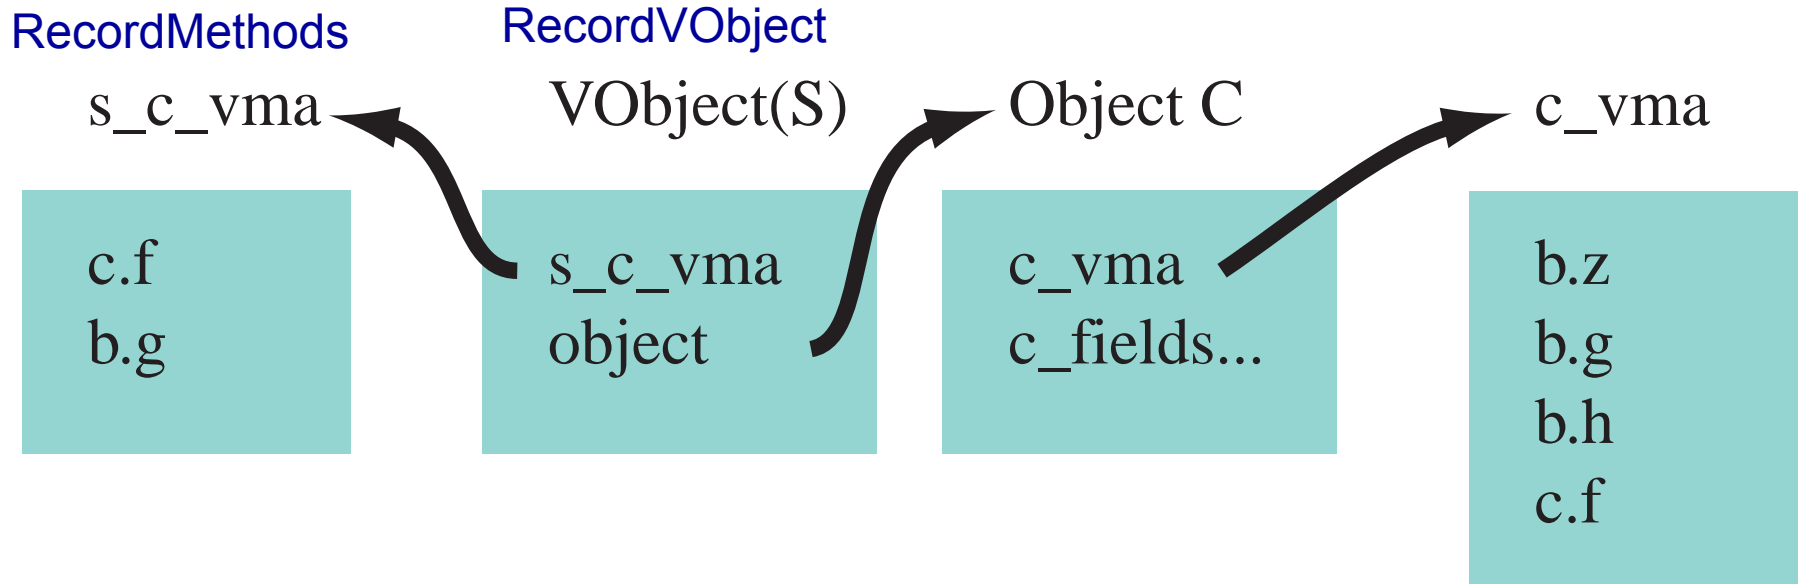 RecordMethods
RecordVObject
s_c_vma
VObject(S)
Object C
c_vma
c.f
b.g
s_c_vma
object
c_vma
c_fields...
b.z
b.g
b.h
c.f